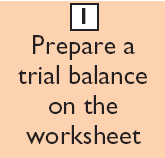 1
Prepare a
trial balance
on the
worksheet